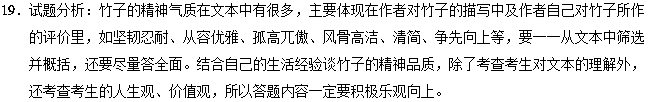 19．试题分析：竹子的精神气质在文本中有很多，主要体现在作者对竹子的描写中及作者自己对竹子所作
的评价里，如坚韧忍耐、从容优雅、孤高兀傲、风骨高洁、清简、争先向上等，要一一从文本中筛选
并概括，还要尽量答全面。结合自己的生活经验谈竹子的精神品质，除了考查考生对文本的理解外，
还考查考生的人生观、价值观，所以答题内容一定要积极乐观向上。